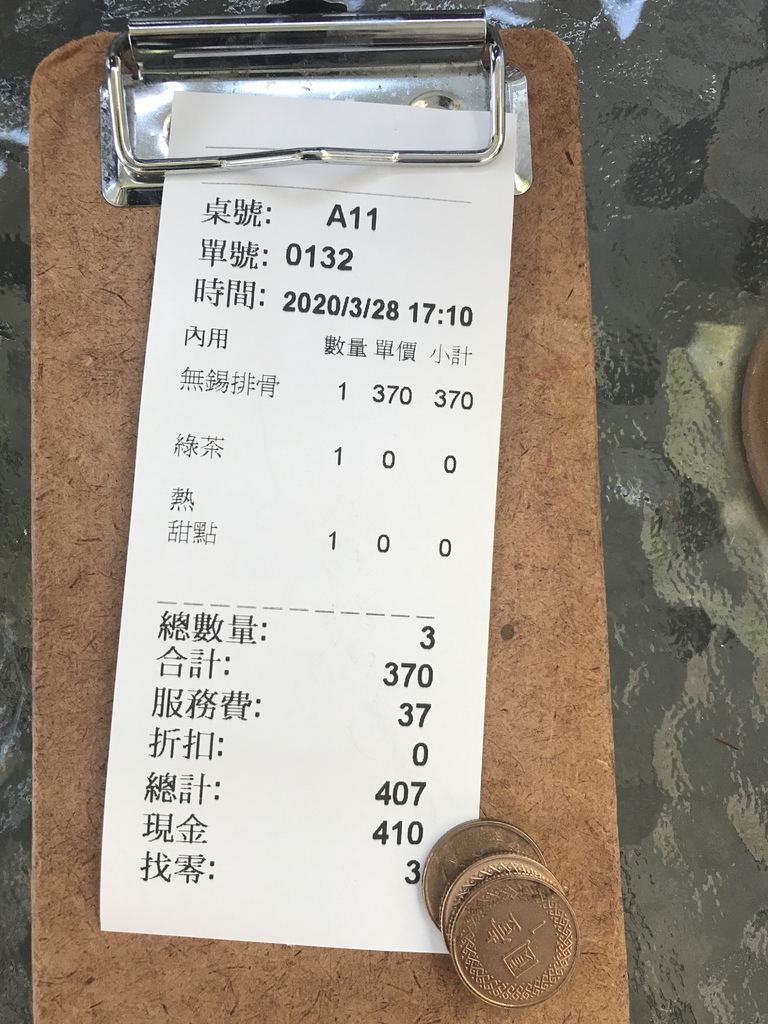 桌號: A11
單號: 0132
時間: 2020/3/28 17:10
內用 數量 單價 小計
無錫排骨 1 370 370
綠茶 1 0 0
熱
甜點 1 0 0
總數量: 3
合計: 370
服務費: 37
折扣: 0
總計: 407
現金 410
找零: 3
壹圓